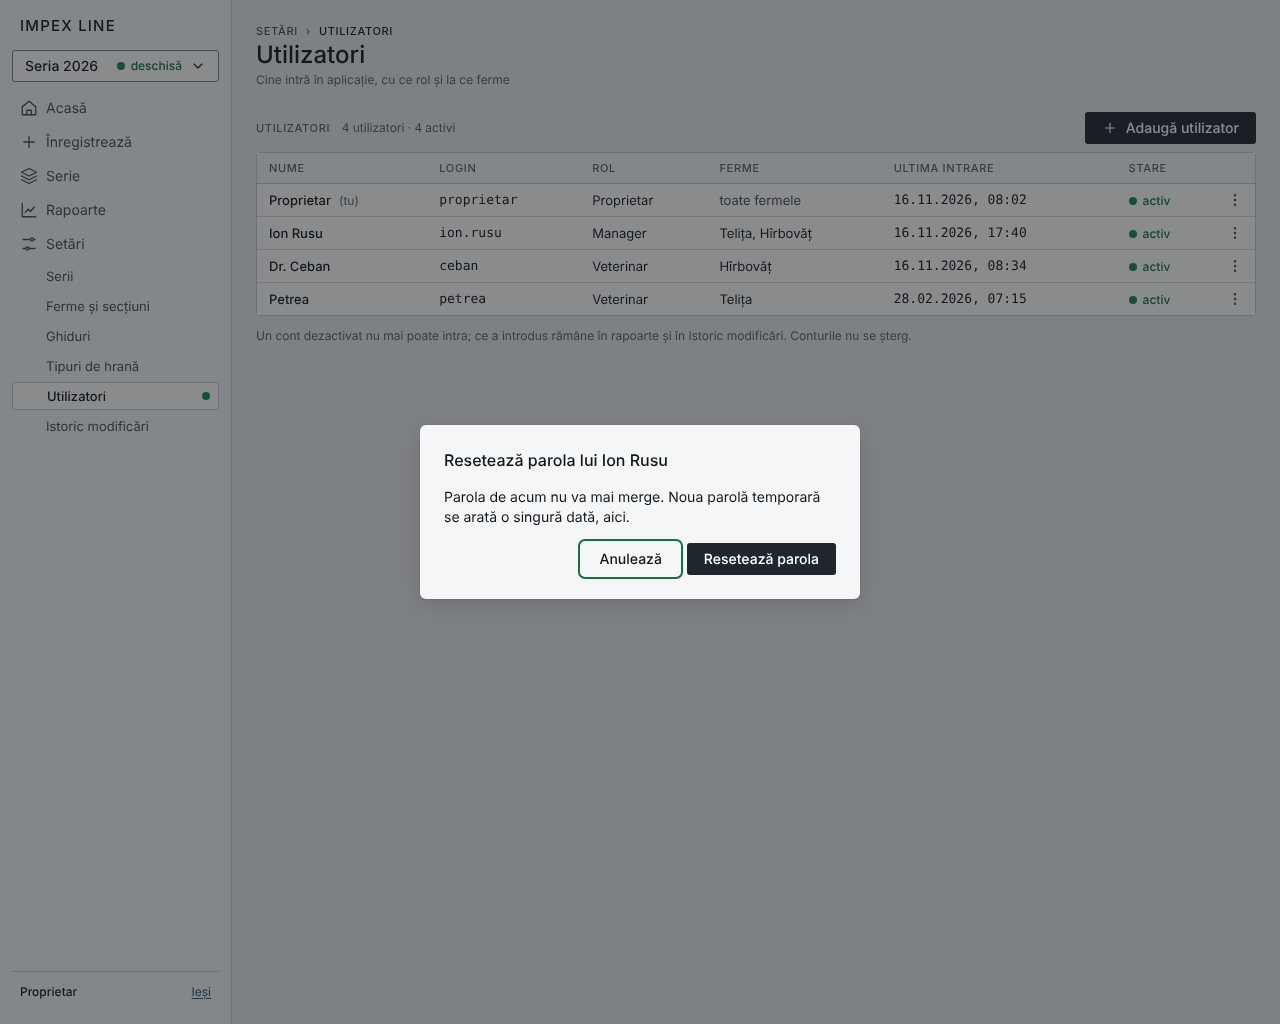 IMPEX LINE
Seria 2026 deschisă
Acasă
Înregistrează
Serie
Rapoarte
Setări
Serii
Ferme și secțiuni
Ghiduri
Tipuri de hrană
Utilizatori
Istoric modificări
Proprietar Ieși
SETĂRI › UTILIZATORI
Utilizatori
Cine intră în aplicație, cu ce rol și la ce ferme
UTILIZATORI 4 utilizatori · 4 activi
+ Adaugă utilizator
NUME LOGIN ROL FERME ULTIMA INTRARE STARE
Proprietar (tu) proprietar Proprietar toate fermele 16.11.2026, 08:02 activ
Ion Rusu ion.rusu Manager Telița, Hîrbovăț 16.11.2026, 17:40 activ
Dr. Ceban ceban Veterinar Hîrbovăț 16.11.2026, 08:34 activ
Petrea petrea Veterinar Telița 28.02.2026, 07:15 activ
Un cont dezactivat nu mai poate intra; ce a introdus rămâne în rapoarte și în Istoric modificări. Conturile nu se șterg.
Resetează parola lui Ion Rusu
Parola de acum nu va mai merge. Noua parolă temporară
se arată o singură dată, aici.
Anulează Resetează parola